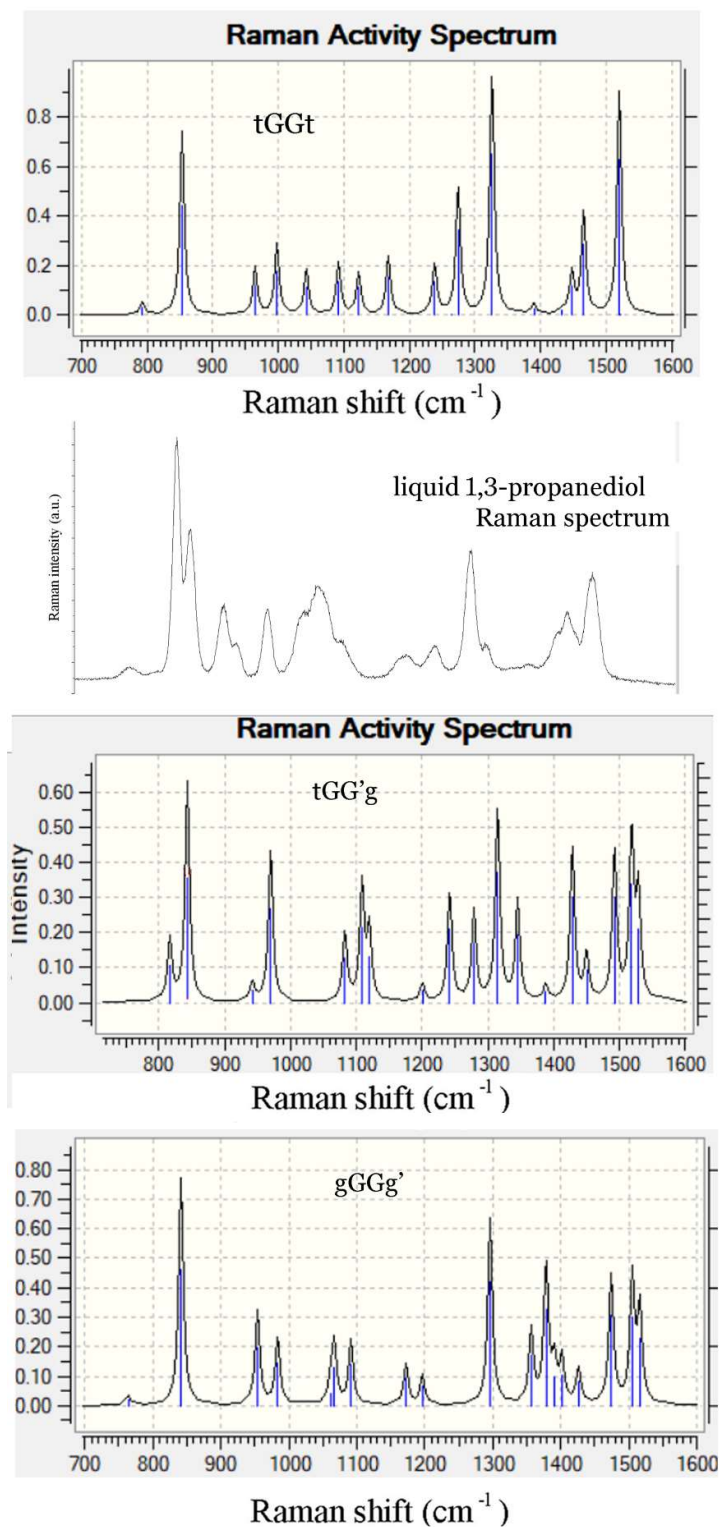 Raman Activity Spectrum
tGGt
0.8
0.6
0.4
0.2
0.0
700 800 900 1000 1100 1200 1300 1400 1500 1600
Raman shift (cm⁻¹)
Raman intensity (a.u.)
liquid 1,3-propanediol
Raman spectrum
Raman Activity Spectrum
tGG’g
Intensity
0.60
0.50
0.40
0.30
0.20
0.10
0.00
800 900 1000 1100 1200 1300 1400 1500 1600
Raman shift (cm⁻¹)
gGGg’
0.80
0.70
0.60
0.50
0.40
0.30
0.20
0.10
0.00
700 800 900 1000 1100 1200 1300 1400 1500 1600
Raman shift (cm⁻¹)